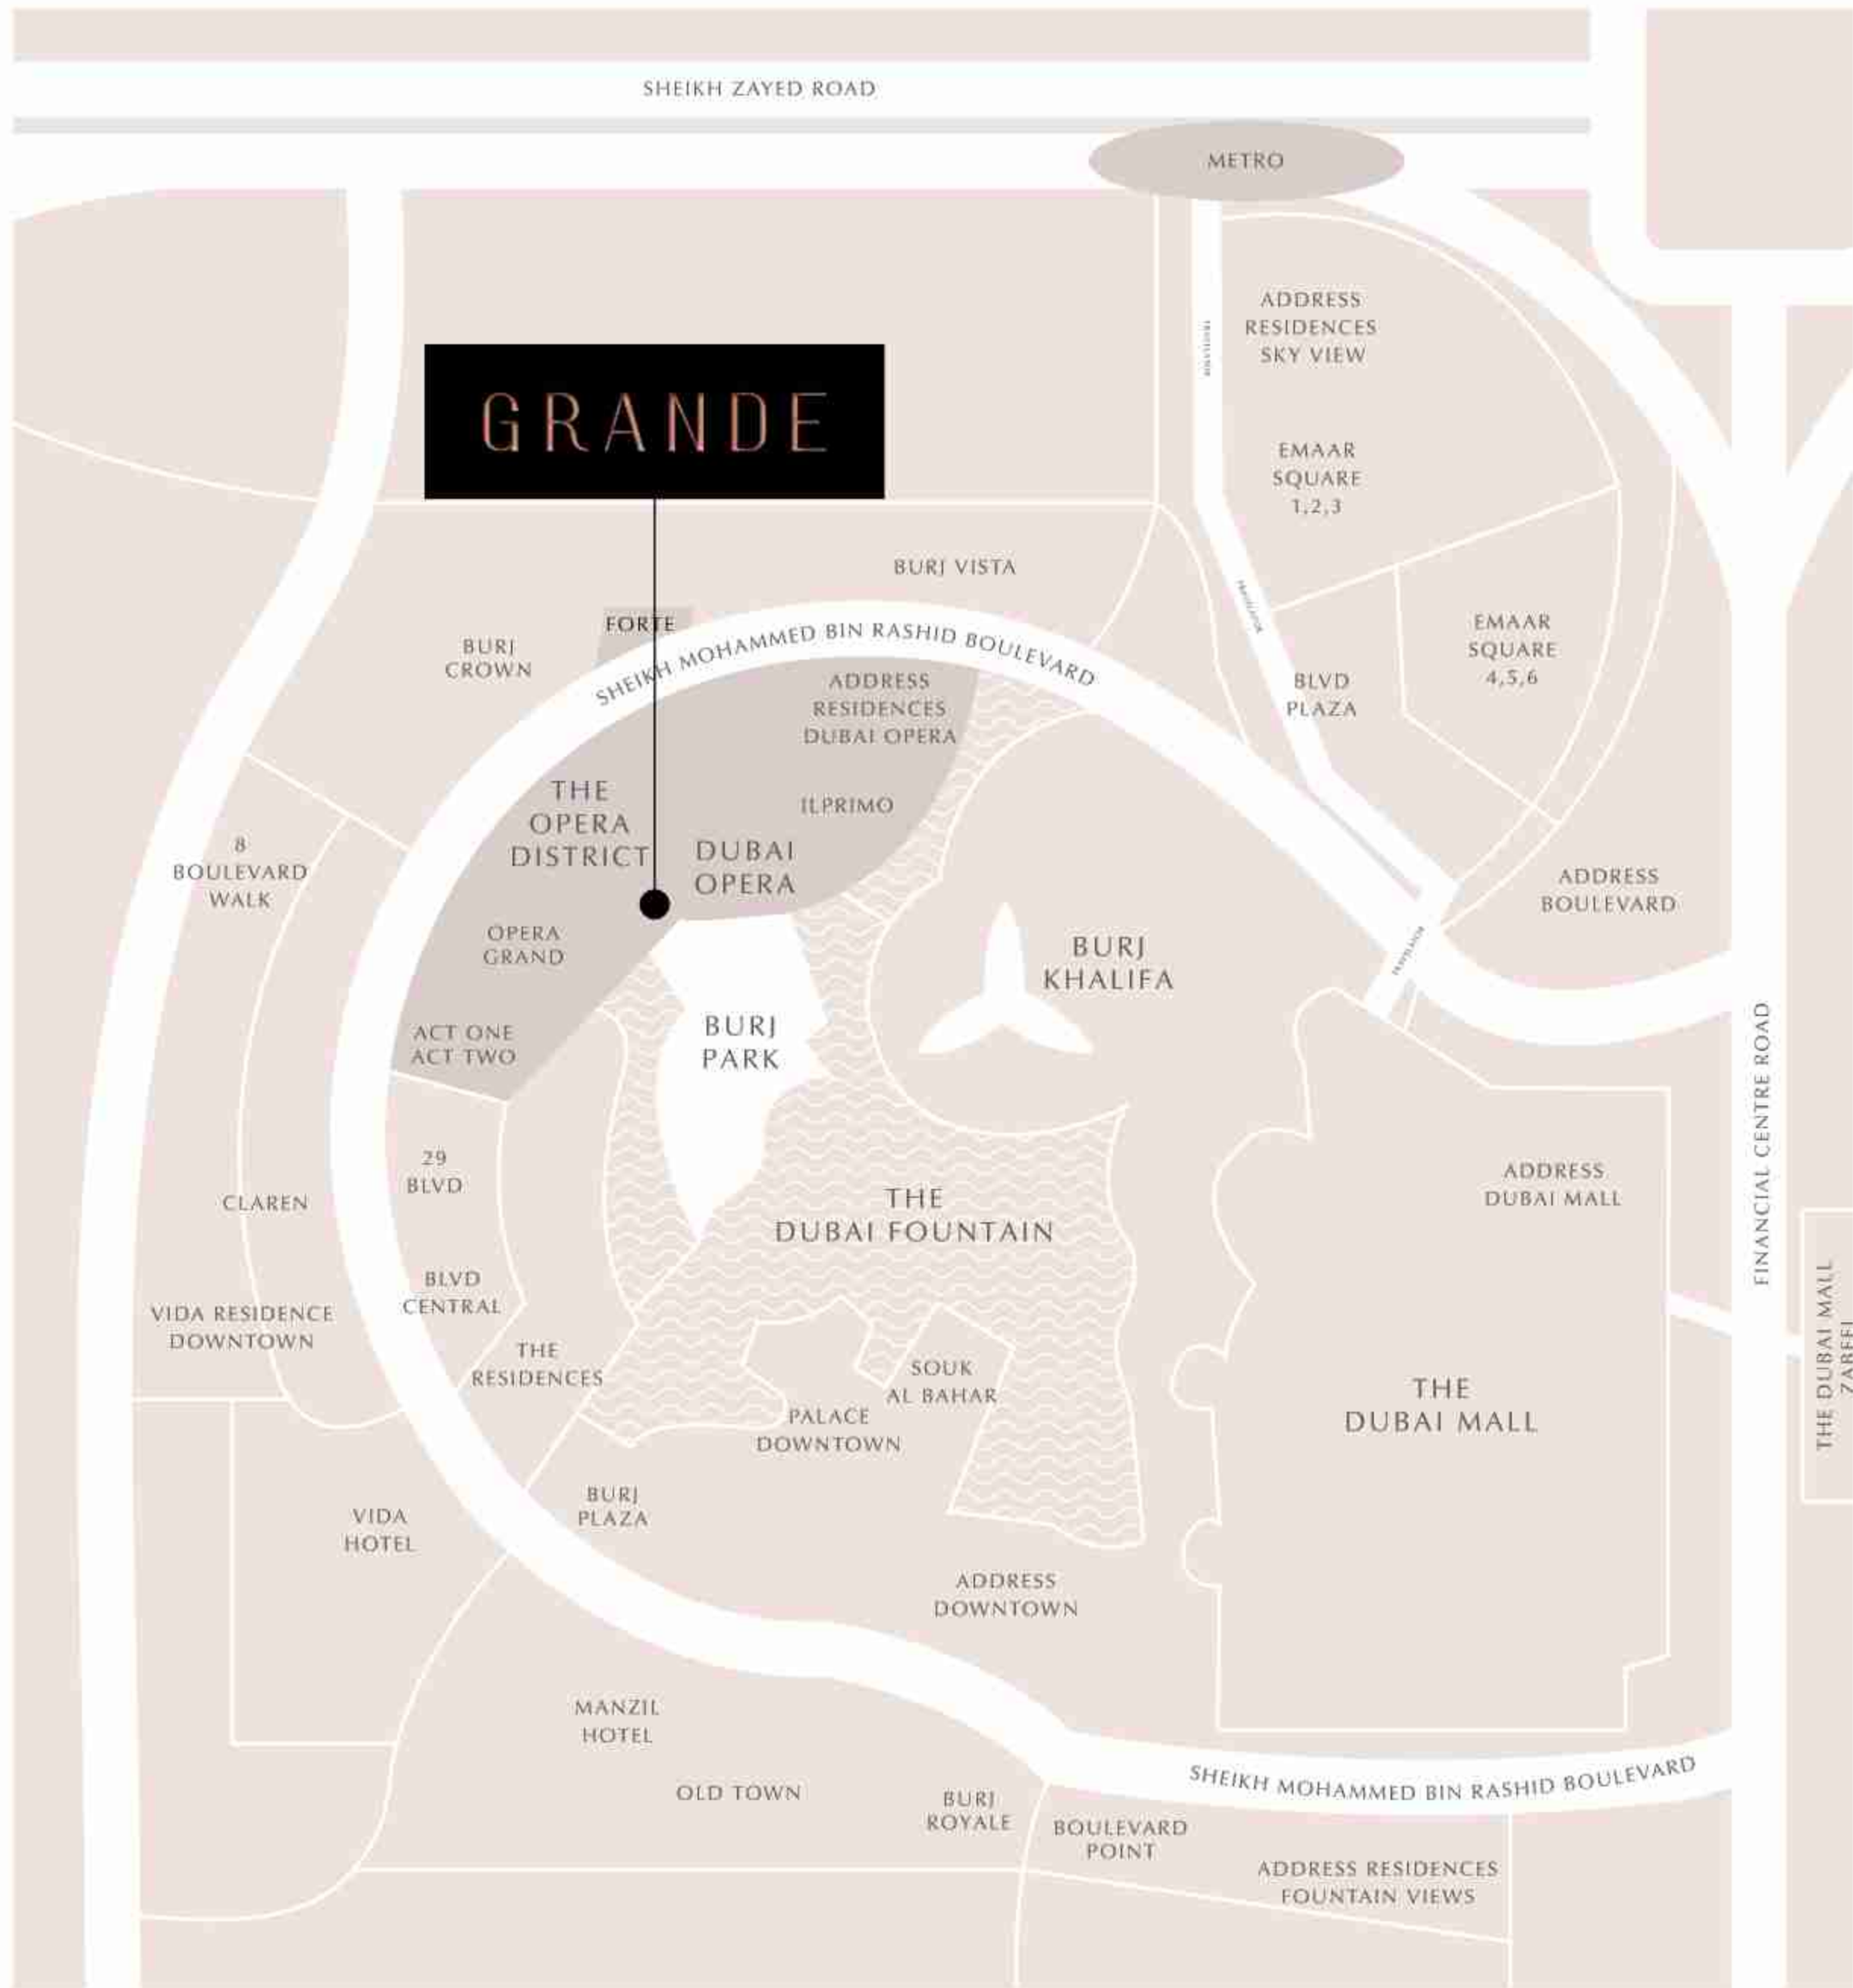 SHEIKH ZAYED ROAD
METRO
ADDRESS
RESIDENCES
SKY VIEW
TRAVELATOR
GRANDE
EMAAR
SQUARE
1,2,3
BURJ VISTA
TRAVELATOR
FORTE
SHEIKH MOHAMMED BIN RASHID BOULEVARD
BURJ
CROWN
EMAAR
SQUARE
4,5,6
ADDRESS
RESIDENCES
DUBAI OPERA
BLVD
PLAZA
THE
OPERA
DISTRICT
ILPRIMO
DUBAI
OPERA
8
BOULEVARD
WALK
ADDRESS
BOULEVARD
OPERA
GRAND
BURJ
KHALIFA
TRAVELATOR
ACT ONE
ACT TWO
BURJ
PARK
FINANCIAL CENTRE ROAD
29
BLVD
CLAREN
THE
DUBAI FOUNTAIN
ADDRESS
DUBAI MALL
BLVD
CENTRAL
VIDA RESIDENCE
DOWNTOWN
THE
RESIDENCES
SOUK
AL BAHAR
PALACE
DOWNTOWN
THE
DUBAI MALL
THE DUBAI MALL
ZABEEL
BURJ
PLAZA
VIDA
HOTEL
ADDRESS
DOWNTOWN
MANZIL
HOTEL
OLD TOWN
BURJ
ROYALE
SHEIKH MOHAMMED BIN RASHID BOULEVARD
BOULEVARD
POINT
ADDRESS RESIDENCES
FOUNTAIN VIEWS